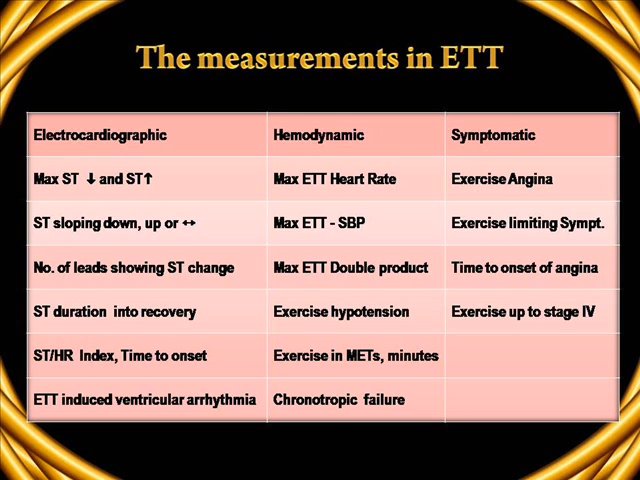 The measurements in ETT
Electrocardiographic Hemodynamic Symptomatic
Max ST ↓ and ST↑ Max ETT Heart Rate Exercise Angina
ST sloping down, up or ↔ Max ETT - SBP Exercise limiting Sympt.
No. of leads showing ST change Max ETT Double product Time to onset of angina
ST duration into recovery Exercise hypotension Exercise up to stage IV
ST/HR Index, Time to onset Exercise in METs, minutes
ETT induced ventricular arrhythmia Chronotropic failure